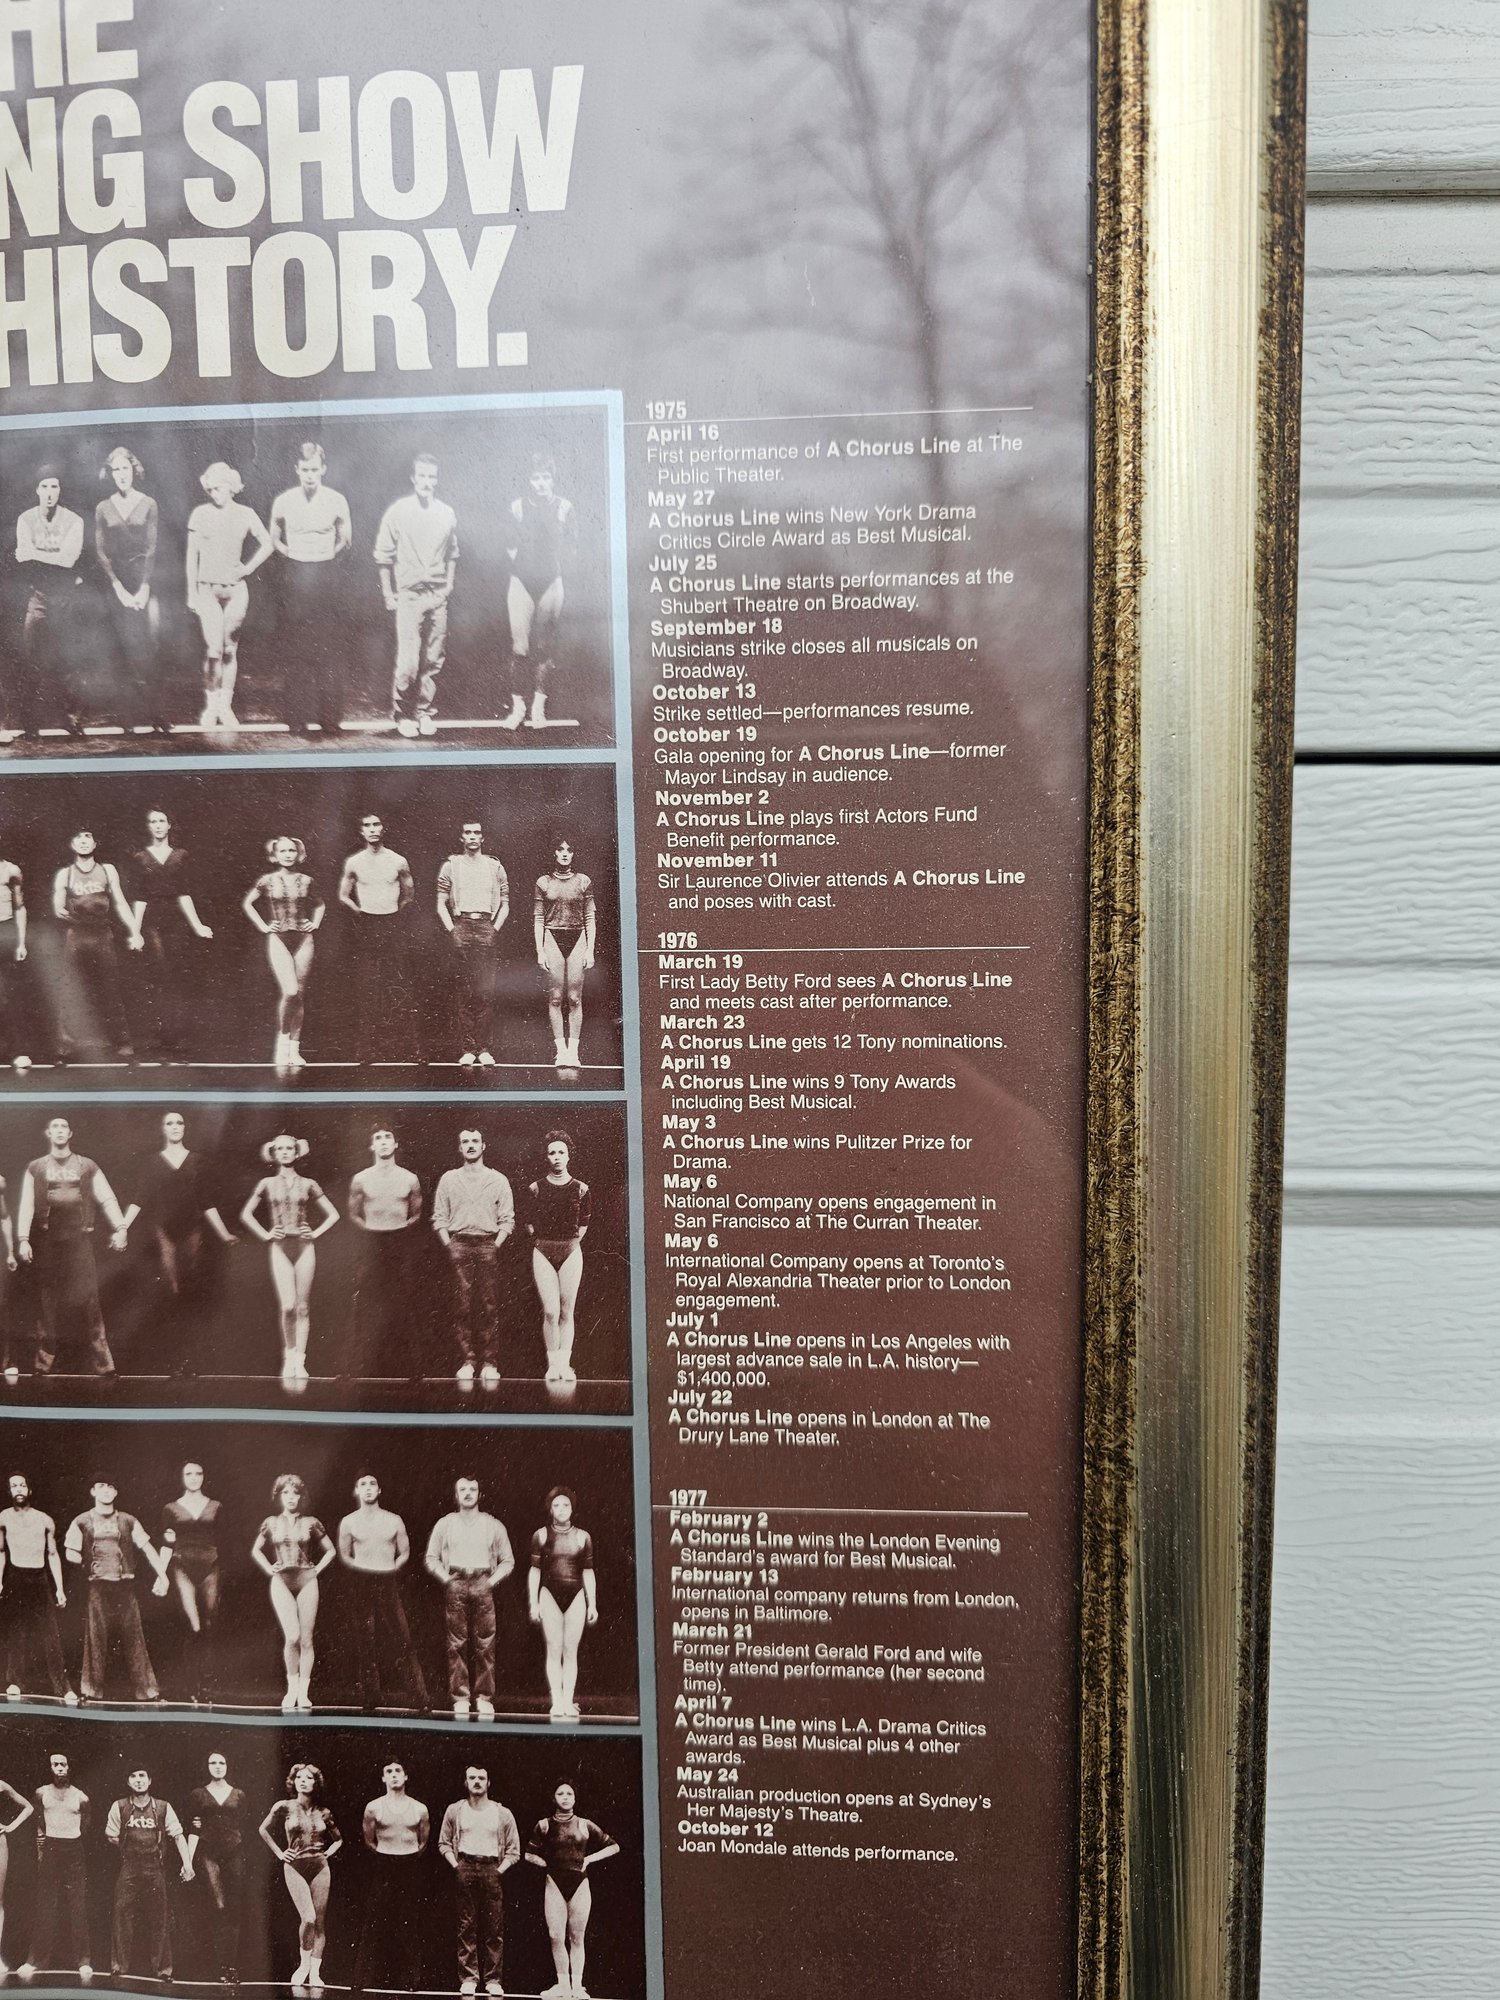 HE
NG SHOW
HISTORY.
1975
April 16
First performance of A Chorus Line at The
Public Theater.
May 27
A Chorus Line wins New York Drama
Critics Circle Award as Best Musical.
July 25
A Chorus Line starts performances at the
Shubert Theatre on Broadway.
September 18
Musicians strike closes all musicals on
Broadway.
October 13
Strike settled—performances resume.
October 19
Gala opening for A Chorus Line—former
Mayor Lindsay in audience.
November 2
A Chorus Line plays first Actors Fund
Benefit performance.
November 11
Sir Laurence Olivier attends A Chorus Line
and poses with cast.
1976
March 19
First Lady Betty Ford sees A Chorus Line
and meets cast after performance.
March 23
A Chorus Line gets 12 Tony nominations.
April 19
A Chorus Line wins 9 Tony Awards
including Best Musical.
May 3
A Chorus Line wins Pulitzer Prize for
Drama.
May 6
National Company opens engagement in
San Francisco at The Curran Theater.
May 6
International Company opens at Toronto's
Royal Alexandria Theater prior to London
engagement.
July 1
A Chorus Line opens in Los Angeles with
largest advance sale in L.A. history—
$1,400,000.
July 22
A Chorus Line opens in London at The
Drury Lane Theater.
1977
February 2
A Chorus Line wins the London Evening
Standard's award for Best Musical.
February 13
International company returns from London,
opens in Baltimore.
March 21
Former President Gerald Ford and wife
Betty attend performance (her second
time).
April 7
A Chorus Line wins L.A. Drama Critics
Award as Best Musical plus 4 other
awards.
May 24
Australian production opens at Sydney's
Her Majesty's Theatre.
October 12
Joan Mondale attends performance.
kts
kts
kts